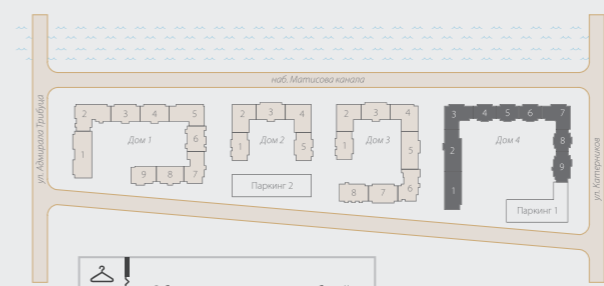 наб. Матисова канала
ул. Адмирала Трибуца
ул. Катерников
2 3 4 5
6
1
9 8 7
Дом 1
2 3 4
1 5
Дом 2
Паркинг 2
2 3 4
1 5
8 7 6
Дом 3
3 4 5 6 7
2 8
1 9
Дом 4
Паркинг 1